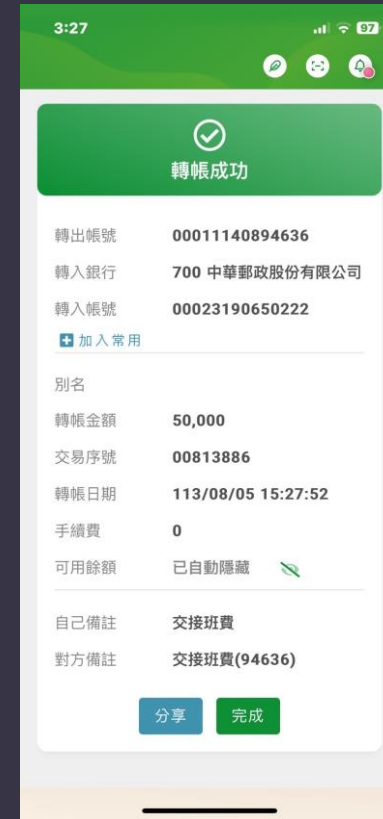 3:27
97
轉帳成功
轉出帳號 00011140894636
轉入銀行 700 中華郵政股份有限公司
轉入帳號 00023190650222
加入常用
別名
轉帳金額 50,000
交易序號 00813886
轉帳日期 113/08/05 15:27:52
手續費 0
可用餘額 已自動隱藏
自己備註 交接班費
對方備註 交接班費(94636)
分享 完成